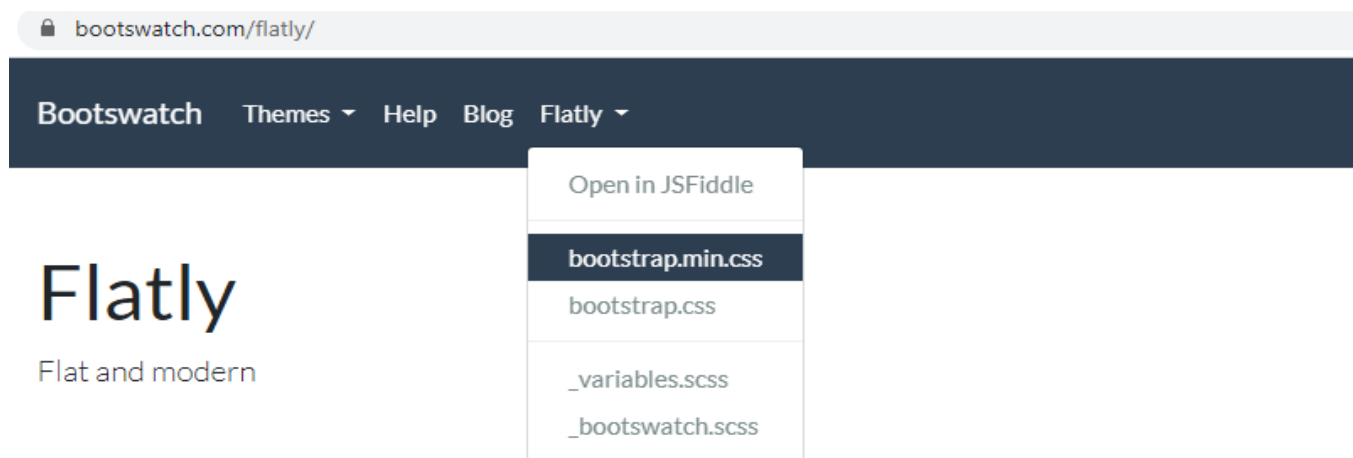 bootswatch.com/flatly/
Bootswatch Themes Help Blog Flatly
Open in JSFiddle
bootstrap.min.css
bootstrap.css
_variables.scss
_bootswatch.scss
Flatly
Flat and modern